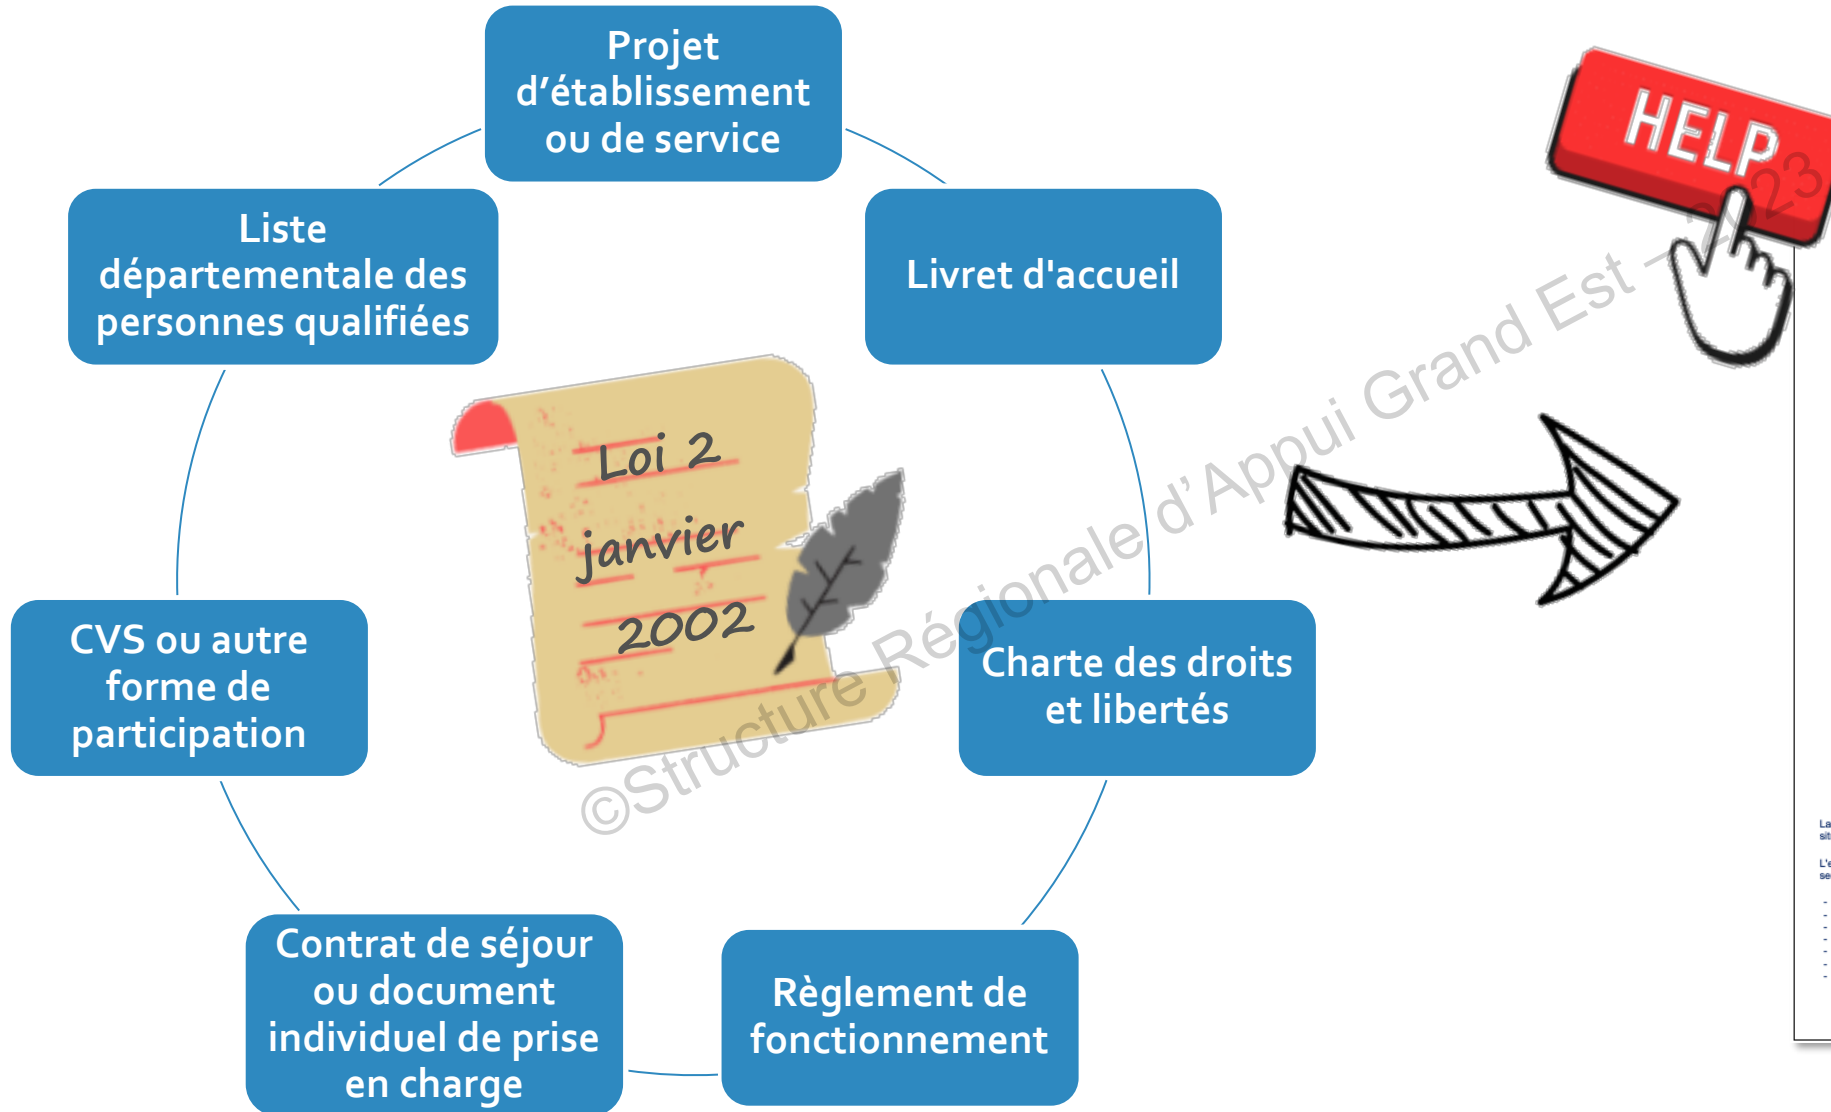 Projet
d’établissement
ou de service
Liste
départementale des
personnes qualifiées
Livret d'accueil
HELP
Loi 2
janvier
2002
CVS ou autre
forme de
participation
Charte des droits
et libertés
Contrat de séjour
ou document
individuel de prise
en charge
Règlement de
fonctionnement
©Structure Régionale d’Appui Grand Est – 2023
La
L'e
-
-
-
-
-
-
-